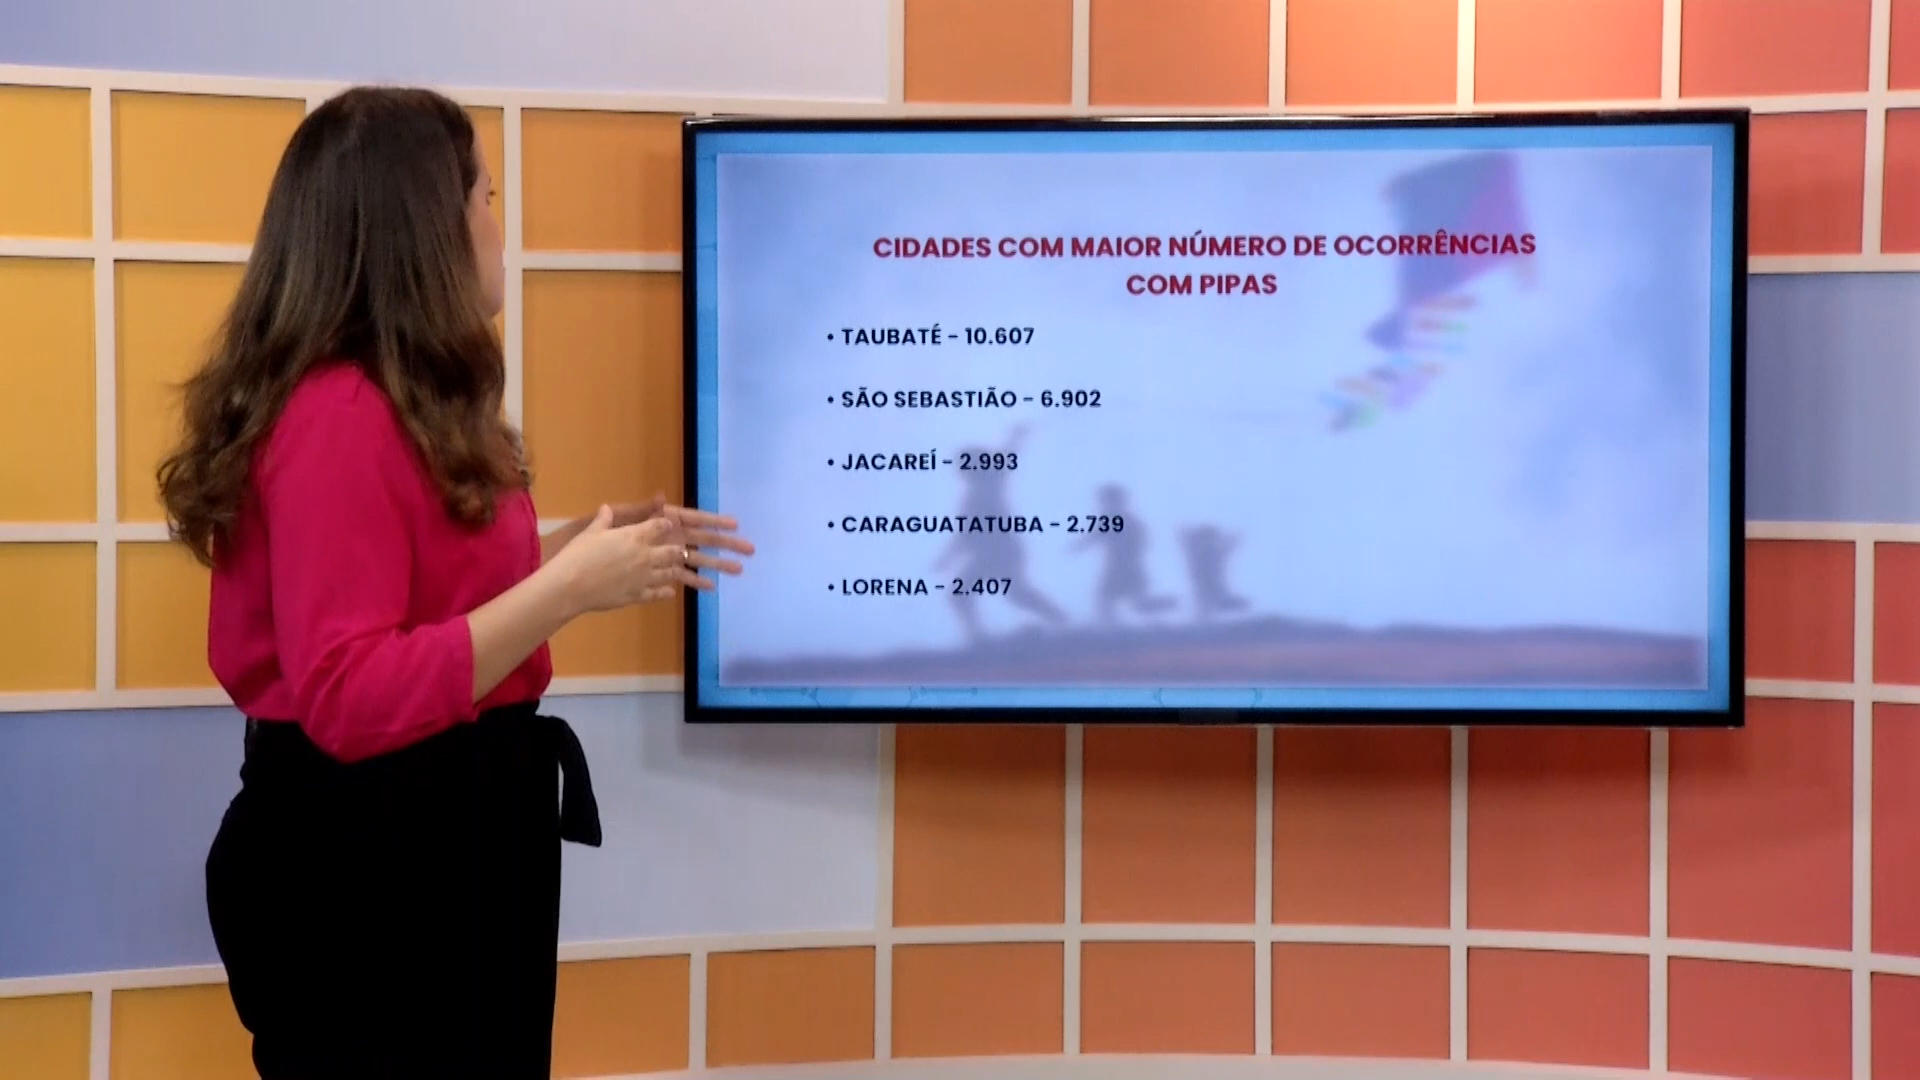 CIDADES COM MAIOR NÚMERO DE OCORRÊNCIAS
COM PIPAS
• TAUBATÉ - 10.607
• SÃO SEBASTIÃO - 6.902
• JACAREÍ - 2.993
• CARAGUATATUBA - 2.739
• LORENA - 2.407